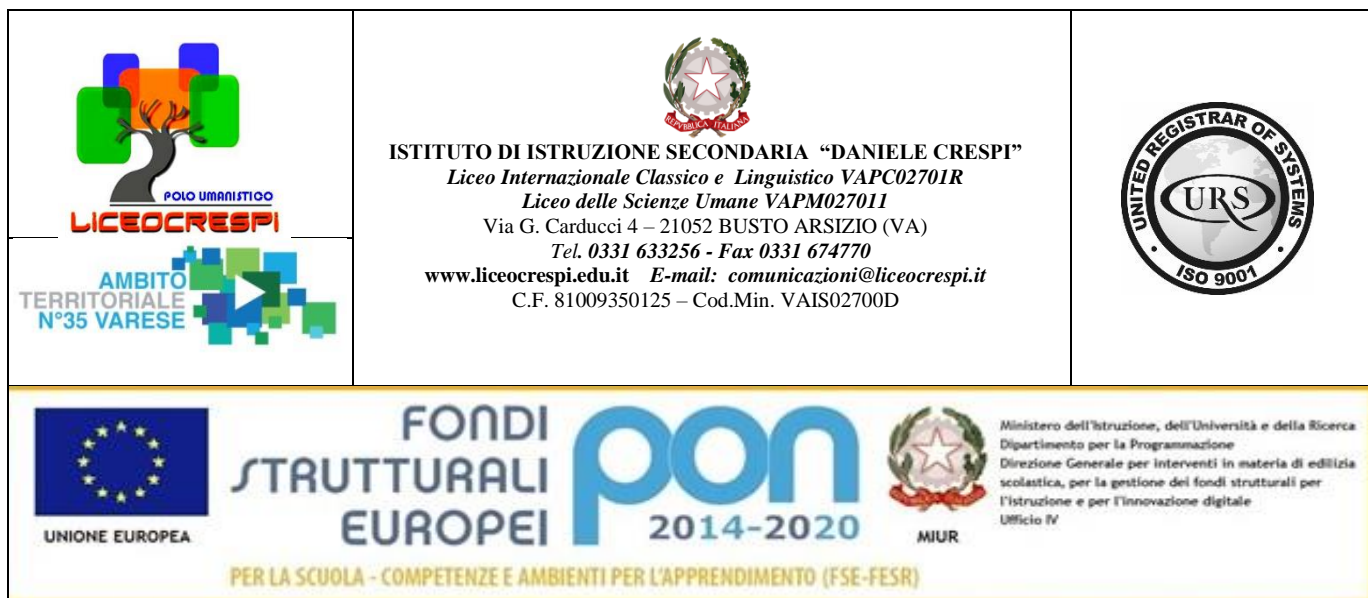 POLO UMANISTICO
LICEOCRESPI
AMBITO
TERRITORIALE
N°35 VARESE
REPVBBLICA ITALIANA
ISTITUTO DI ISTRUZIONE SECONDARIA “DANIELE CRESPI”
Liceo Internazionale Classico e Linguistico VAPC02701R
Liceo delle Scienze Umane VAPM027011
Via G. Carducci 4 – 21052 BUSTO ARSIZIO (VA)
Tel. 0331 633256 - Fax 0331 674770
www.liceocrespi.edu.it E-mail: comunicazioni@liceocrespi.it
C.F. 81009350125 – Cod.Min. VAIS02700D
UNITED REGISTRAR OF SYSTEMS
URS
ISO 9001
UNIONE EUROPEA
FONDI
STRUTTURALI
EUROPEI
pon
2014-2020
MIUR
Ministero dell'Istruzione, dell'Università e della Ricerca
Dipartimento per la Programmazione
Direzione Generale per interventi in materia di edilizia
scolastica, per la gestione dei fondi strutturali per
l'istruzione e per l'innovazione digitale
Ufficio IV
PER LA SCUOLA - COMPETENZE E AMBIENTI PER L'APPRENDIMENTO (FSE-FESR)